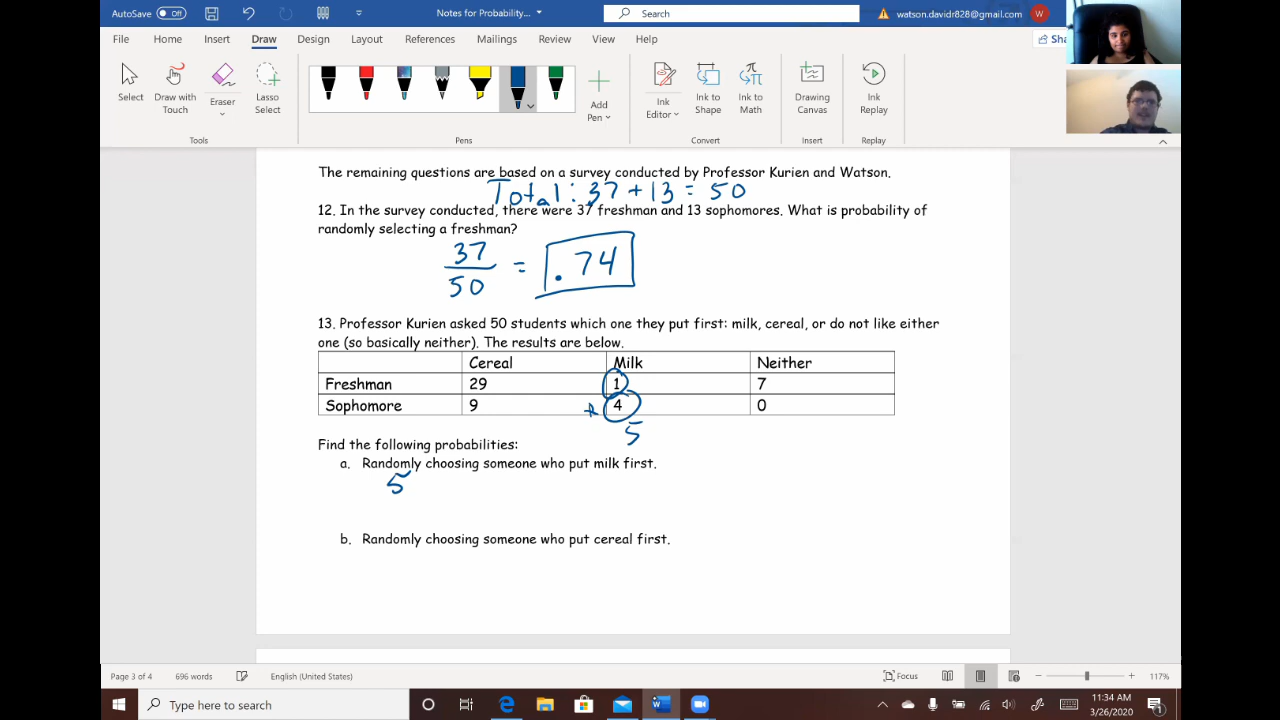 AutoSave Off Notes for Probability... Search watson.davidr828@gmail.com W
File Home Insert Draw Design Layout References Mailings Review View Help
Select Draw with Touch Eraser Lasso Select Add Pen Ink Editor Ink to Shape Ink to Math Drawing Canvas Ink Replay
Tools Pens Convert Insert Replay
The remaining questions are based on a survey conducted by Professor Kurien and Watson.
Total: 37 + 13 = 50
12. In the survey conducted, there were 37 freshman and 13 sophomores. What is probability of
randomly selecting a freshman?
37
50 = .74
13. Professor Kurien asked 50 students which one they put first: milk, cereal, or do not like either
one (so basically neither). The results are below.
Cereal Milk Neither
Freshman 29 1 7
Sophomore 9 + 4 0
5
Find the following probabilities:
a. Randomly choosing someone who put milk first.
5
b. Randomly choosing someone who put cereal first.
Page 3 of 4 696 words English (United States) Focus 117%
Type here to search 11:34 AM
3/26/2020